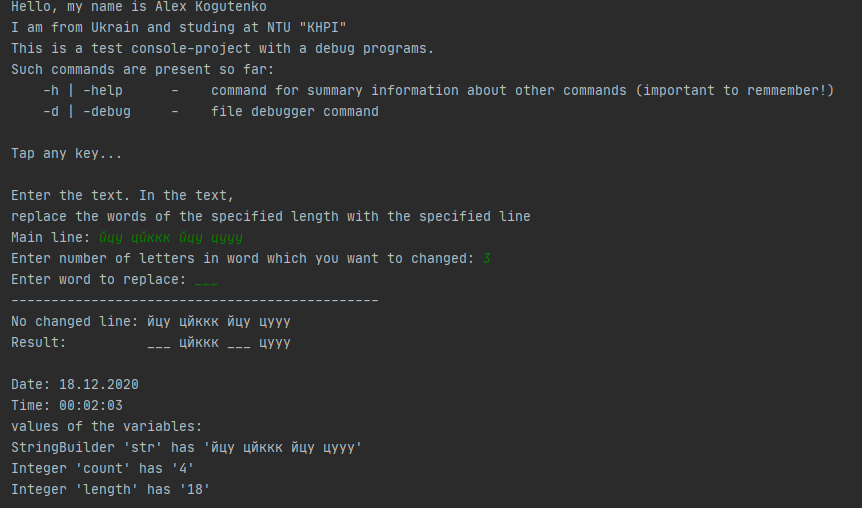 Hello, my name is Alex Kogutenko
I am from Ukrain and studing at NTU "KHPI"
This is a test console-project with a debug programs.
Such commands are present so far:
-h | -help - command for summary information about other commands (important to remmember!)
-d | -debug - file debugger command
Tap any key...
Enter the text. In the text,
replace the words of the specified length with the specified line
Main line: йцу цйккк йцу цууу
Enter number of letters in word which you want to changed: 3
Enter word to replace: ___
----------------------------------------------
No changed line: йцу цйккк йцу цууу
Result: ___ цйккк ___ цууу
Date: 18.12.2020
Time: 00:02:03
values of the variables:
StringBuilder 'str' has 'йцу цйккк йцу цууу'
Integer 'count' has '4'
Integer 'length' has '18'